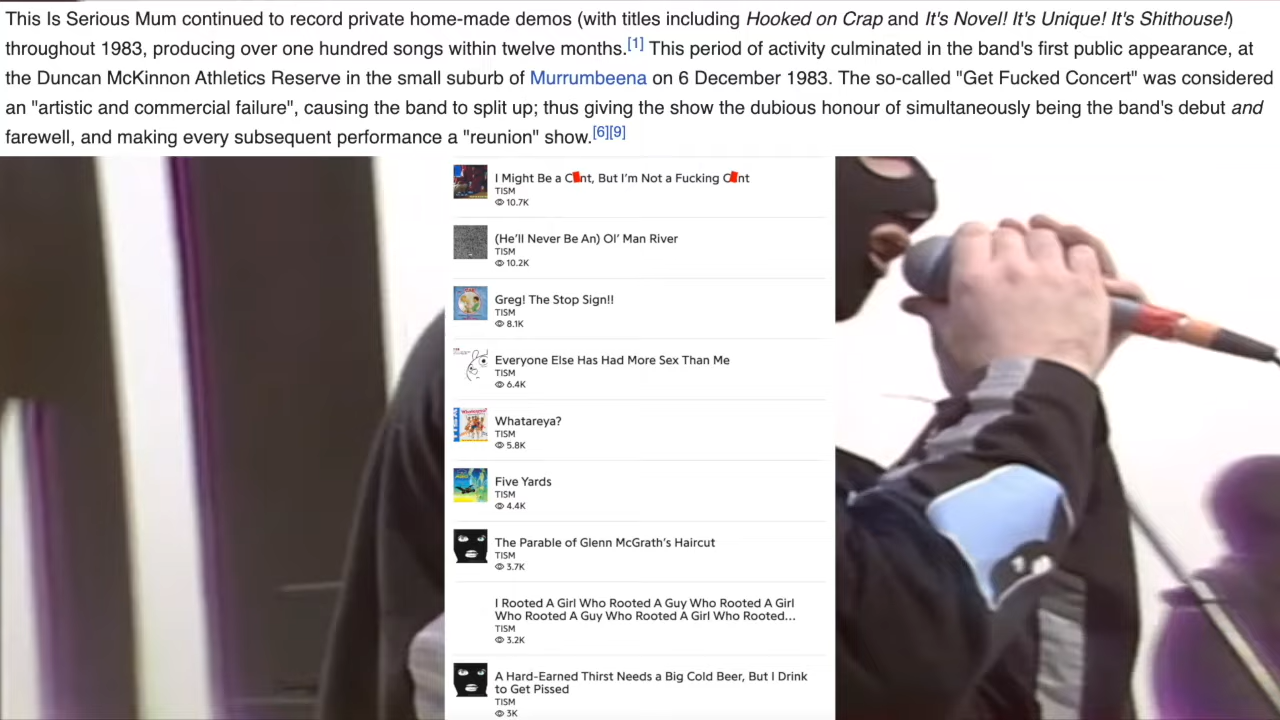 This Is Serious Mum continued to record private home-made demos (with titles including Hooked on Crap and It's Novel! It's Unique! It's Shithouse!)
throughout 1983, producing over one hundred songs within twelve months.[1] This period of activity culminated in the band's first public appearance, at
the Duncan McKinnon Athletics Reserve in the small suburb of Murrumbeena on 6 December 1983. The so-called "Get Fucked Concert" was considered
an "artistic and commercial failure", causing the band to split up; thus giving the show the dubious honour of simultaneously being the band's debut and
farewell, and making every subsequent performance a "reunion" show.[6][9]
I Might Be a C nt, But I'm Not a Fucking C nt
TISM
10.7K
(He'll Never Be An) Ol' Man River
TISM
10.2K
Greg! The Stop Sign!!
TISM
8.1K
Everyone Else Has Had More Sex Than Me
TISM
6.4K
Whatareya?
TISM
5.8K
Five Yards
TISM
4.4K
The Parable of Glenn McGrath's Haircut
TISM
3.7K
I Rooted A Girl Who Rooted A Guy Who Rooted A Girl
Who Rooted A Guy Who Rooted A Girl Who Rooted...
TISM
3.2K
A Hard-Earned Thirst Needs a Big Cold Beer, But I Drink
to Get Pissed
TISM
3K